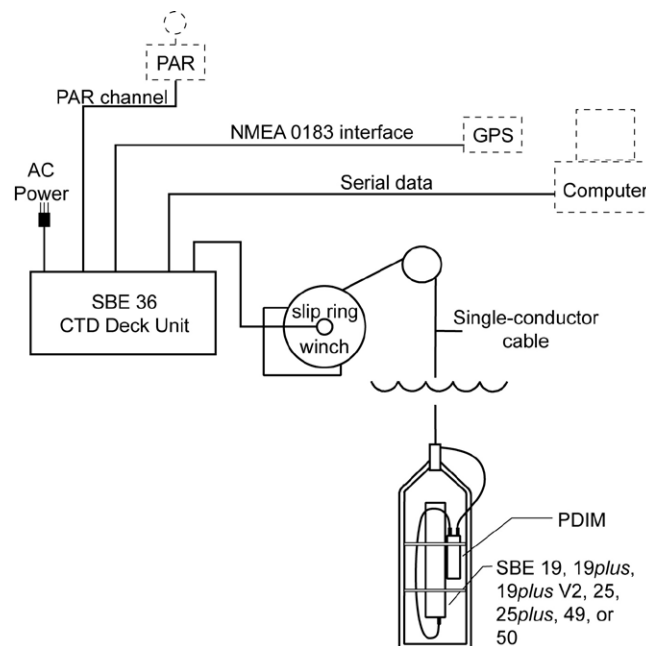 PAR
PAR channel
NMEA 0183 interface
GPS
AC
Power
Serial data
Computer
SBE 36
CTD Deck Unit
slip ring
winch
Single-conductor
cable
PDIM
SBE 19, 19plus,
19plus V2, 25,
25plus, 49, or
50